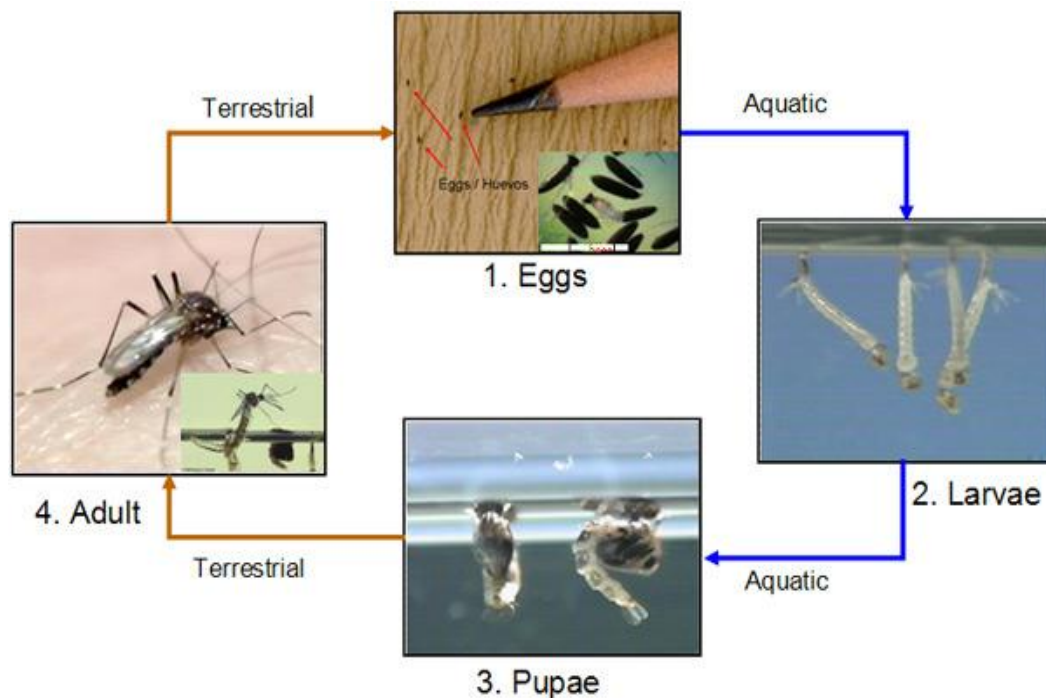 Terrestrial
Aquatic
Eggs / Huevos
1. Eggs
2. Larvae
4. Adult
Terrestrial
Aquatic
3. Pupae